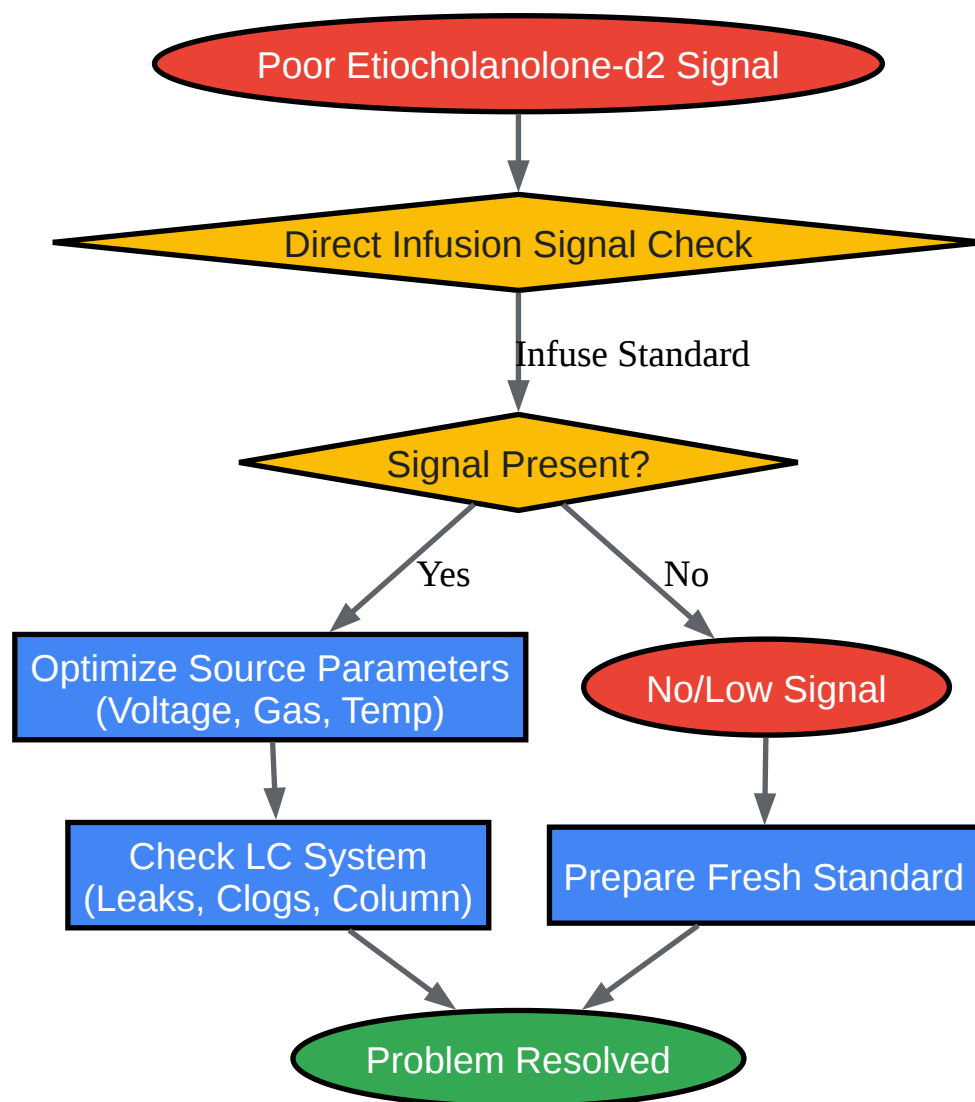 Poor Etiocholanolone-d2 Signal
Direct Infusion Signal Check
Infuse Standard
Signal Present?
Yes
No
Optimize Source Parameters
(Voltage, Gas, Temp)
No/Low Signal
Check LC System
(Leaks, Clogs, Column)
Prepare Fresh Standard
Problem Resolved